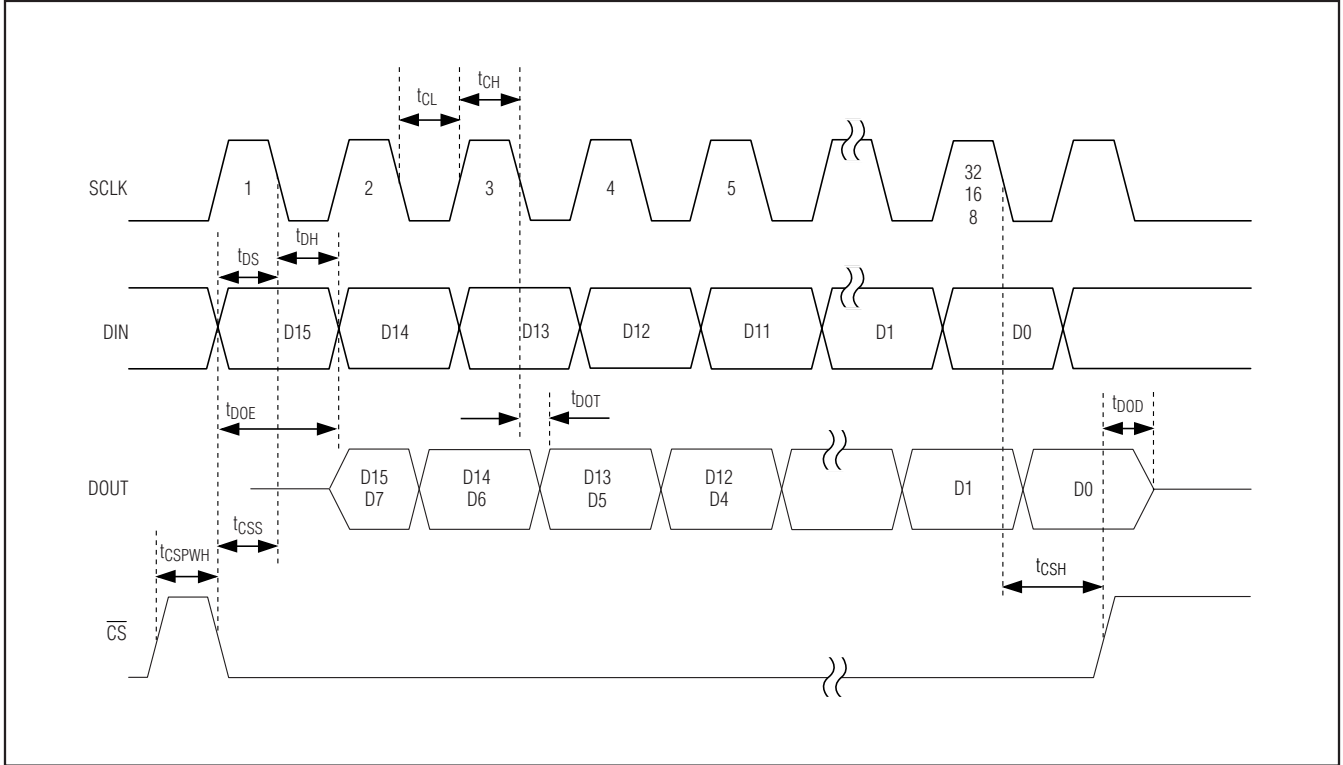 tCH
tCL
SCLK 1 2 3 4 5 32
16
8
tDH
tDS
DIN D15 D14 D13 D12 D11 D1 D0
tDOE tDOT tDOD
DOUT D15 D14 D13 D12 D1 D0
D7 D6 D5 D4
tCSS
tCSPWH tCSH
CS